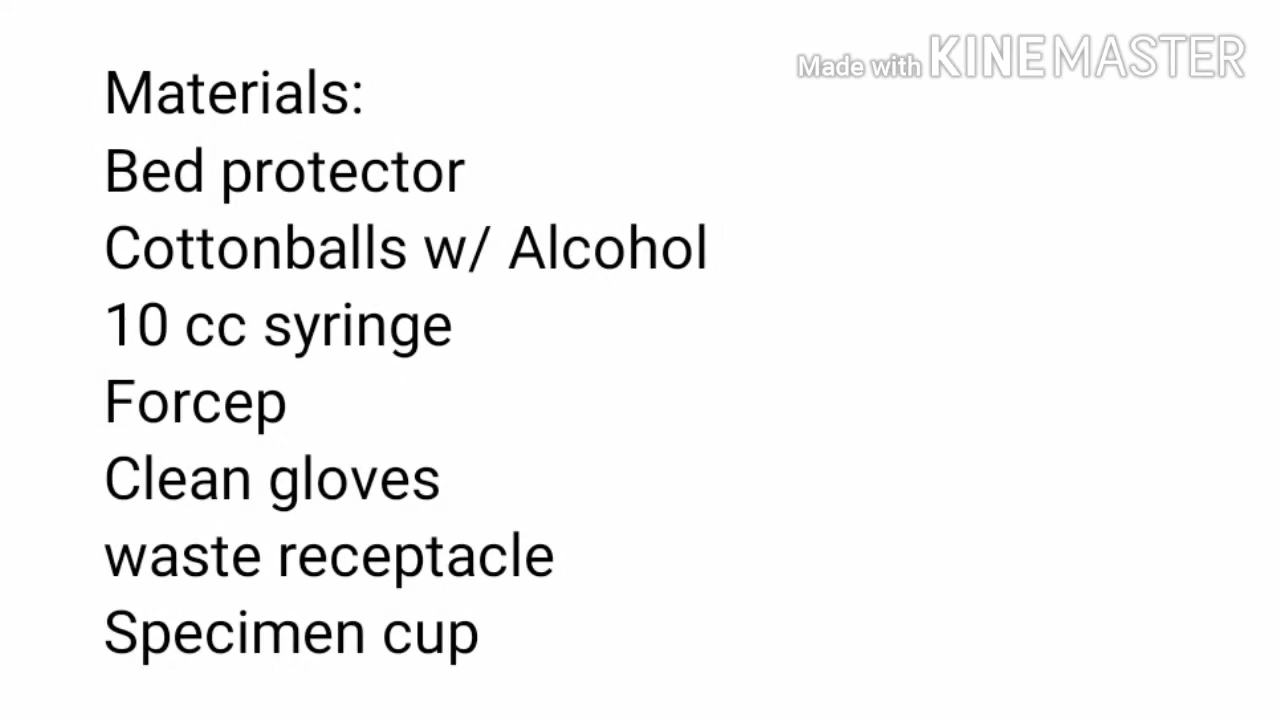 Made with KINEMASTER
Materials:
Bed protector
Cottonballs w/ Alcohol
10 cc syringe
Forcep
Clean gloves
waste receptacle
Specimen cup